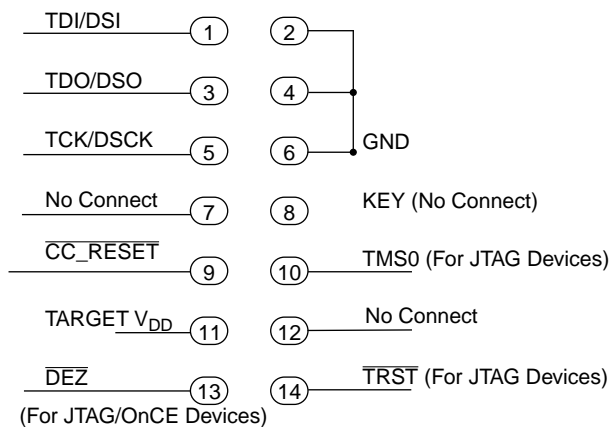 TDI/DSI 1 2
TDO/DSO 3 4
TCK/DSCK 5 6 GND
No Connect 7 8 KEY (No Connect)
CC_RESET 9 10 TMS0 (For JTAG Devices)
TARGET VDD 11 12 No Connect
DEZ 13 14 TRST (For JTAG Devices)
(For JTAG/OnCE Devices)